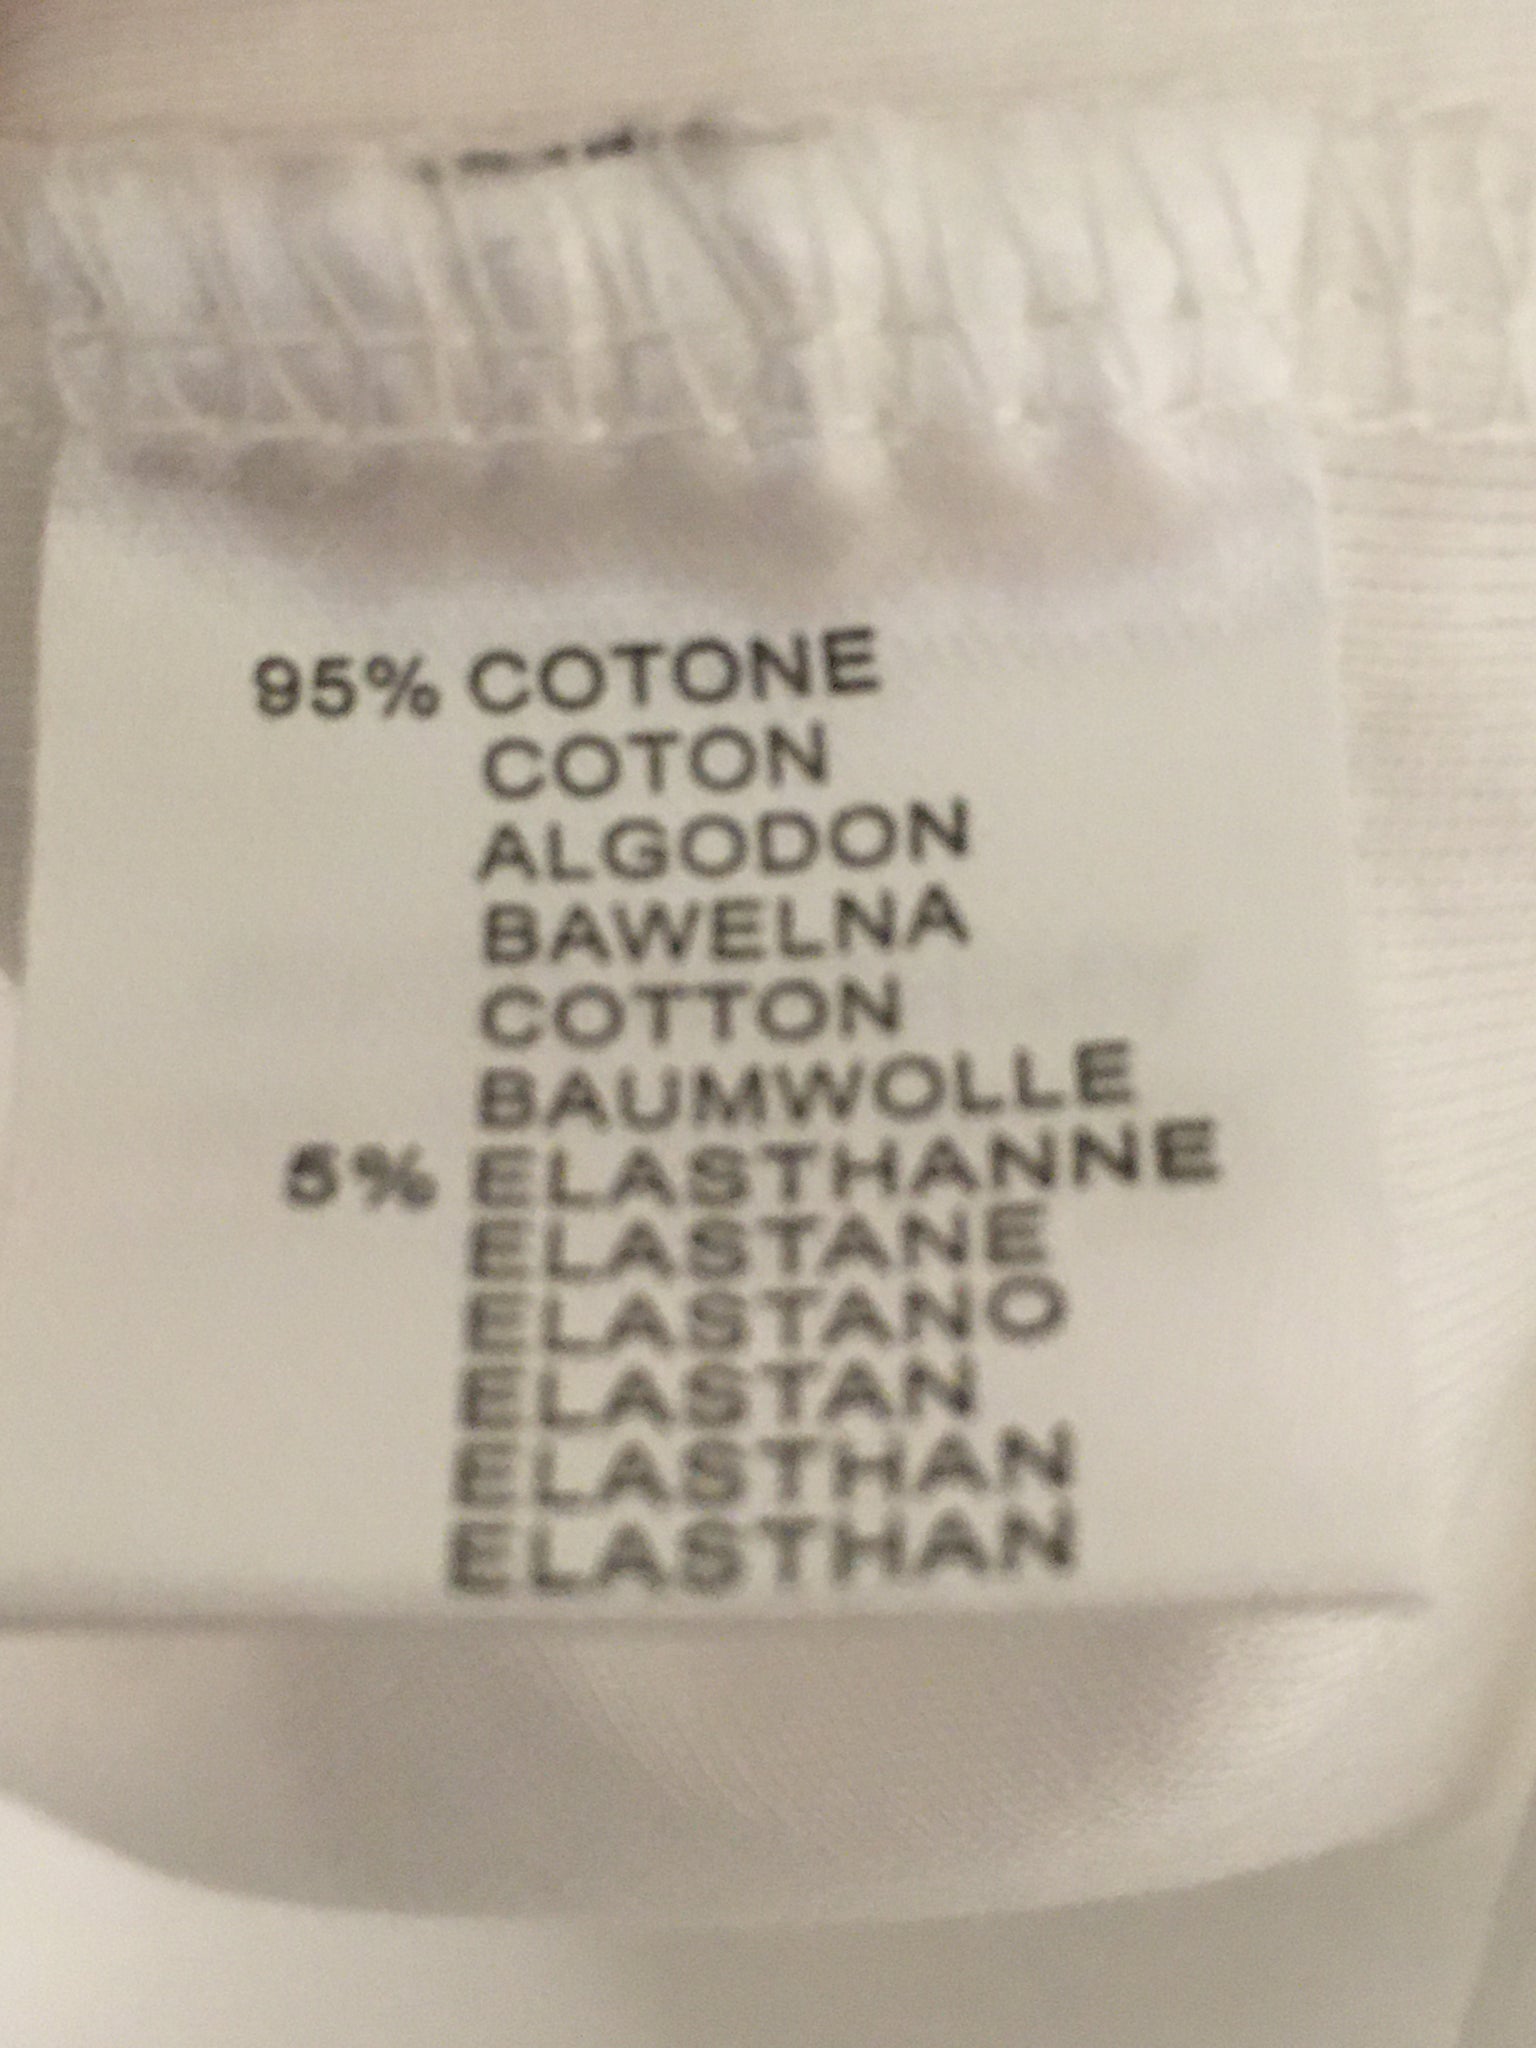 95% COTONE
COTON
ALGODON
BAWELNA
COTTON
BAUMWOLLE
5% ELASTHANNE
ELASTANE
ELASTANO
ELASTAN
ELASTHAN
ELASTHAN